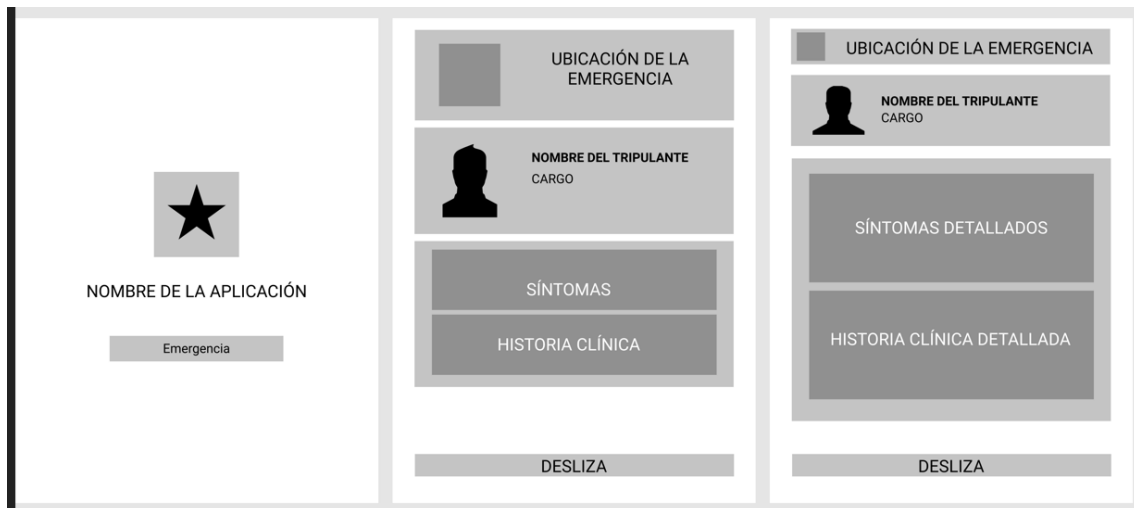 NOMBRE DE LA APLICACIÓN
Emergencia
UBICACIÓN DE LA
EMERGENCIA
NOMBRE DEL TRIPULANTE
CARGO
SÍNTOMAS
HISTORIA CLÍNICA
DESLIZA
UBICACIÓN DE LA EMERGENCIA
NOMBRE DEL TRIPULANTE
CARGO
SÍNTOMAS DETALLADOS
HISTORIA CLÍNICA DETALLADA
DESLIZA